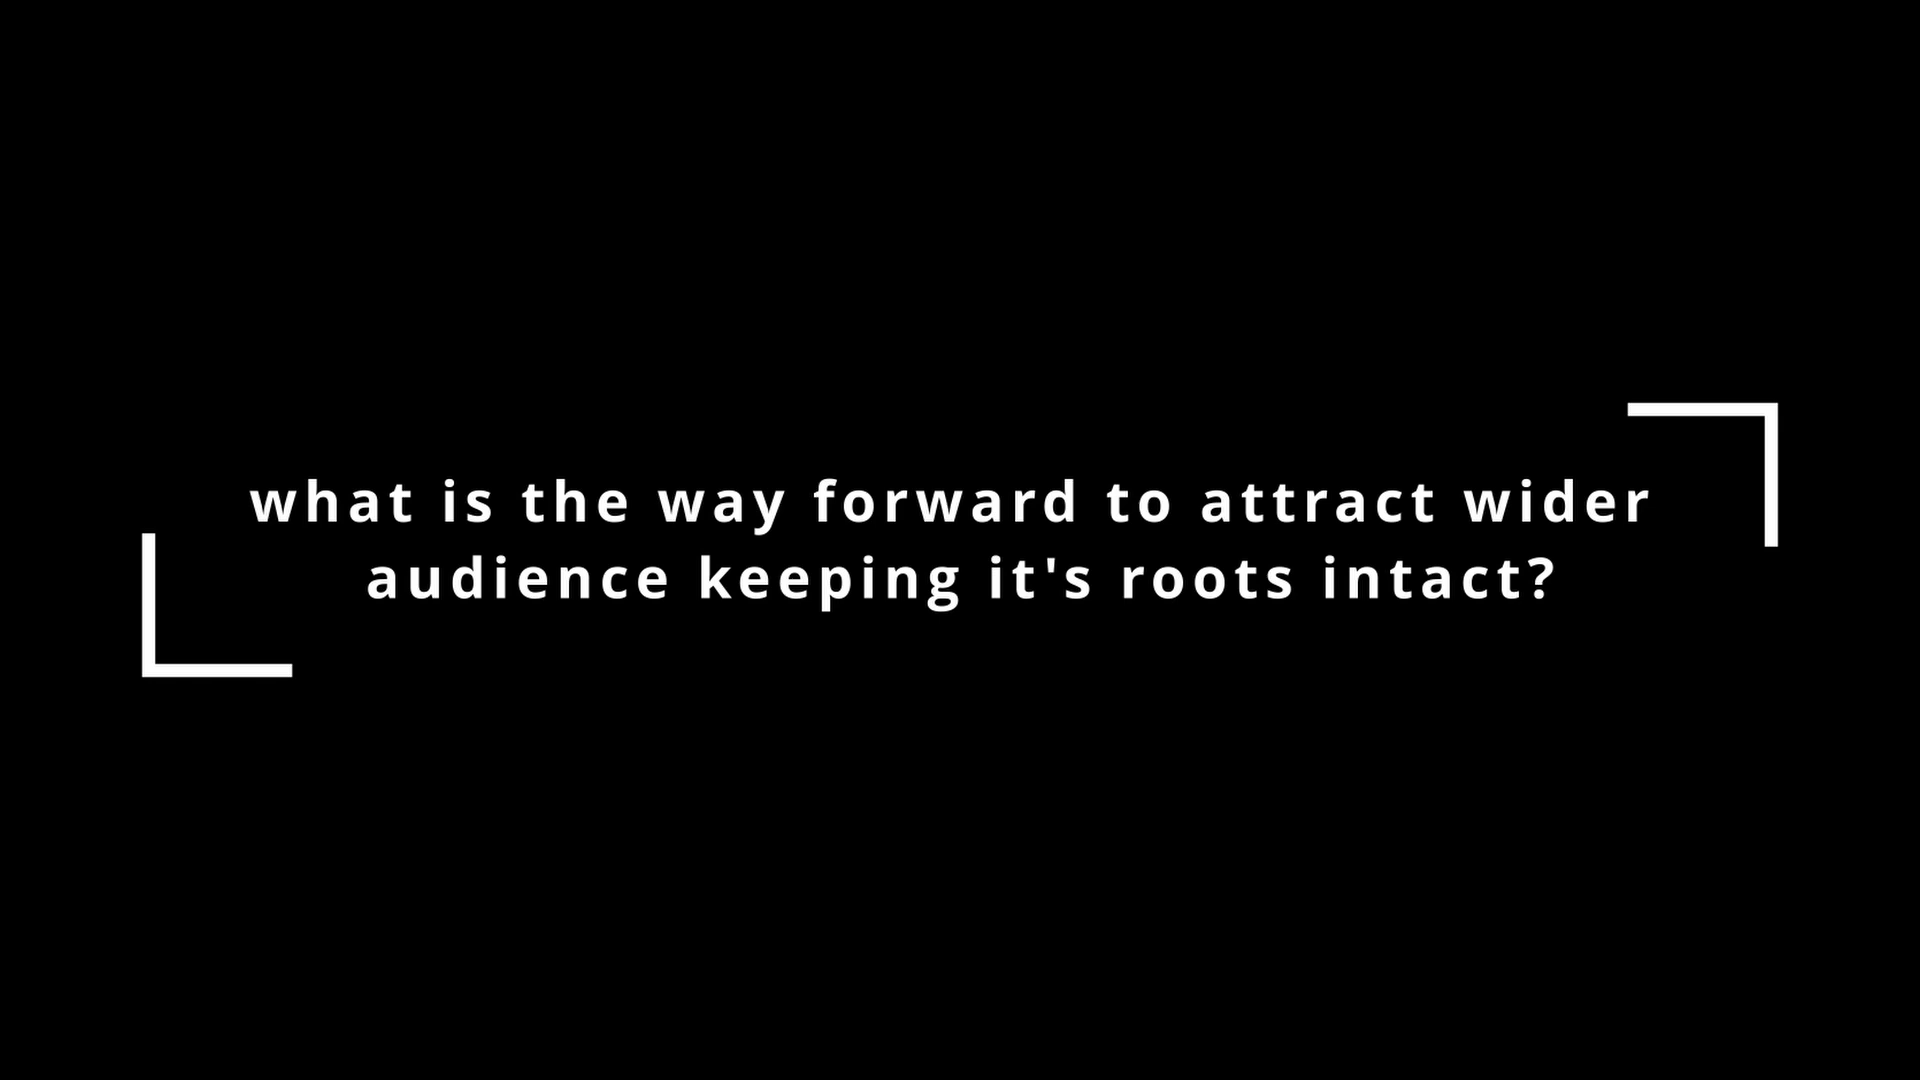 what is the way forward to attract wider
audience keeping it's roots intact?